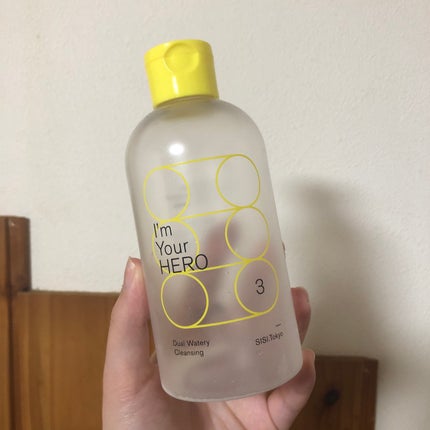 I'm
Your
HERO
3
Dual Watery
Cleansing
SISI.Tokyo